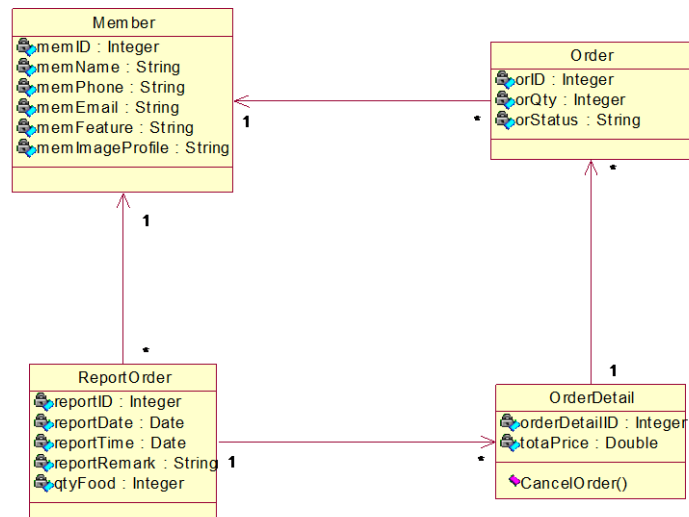 Member
memID : Integer
memName : String
memPhone : String
memEmail : String
memFeature : String
memImageProfile : String
Order
orID : Integer
orQty : Integer
orStatus : String
1
*
1
*
*
1
ReportOrder
reportID : Integer
reportDate : Date
reportTime : Date
reportRemark : String
qtyFood : Integer
1
*
OrderDetail
orderDetailID : Integer
totaPrice : Double
CancelOrder()